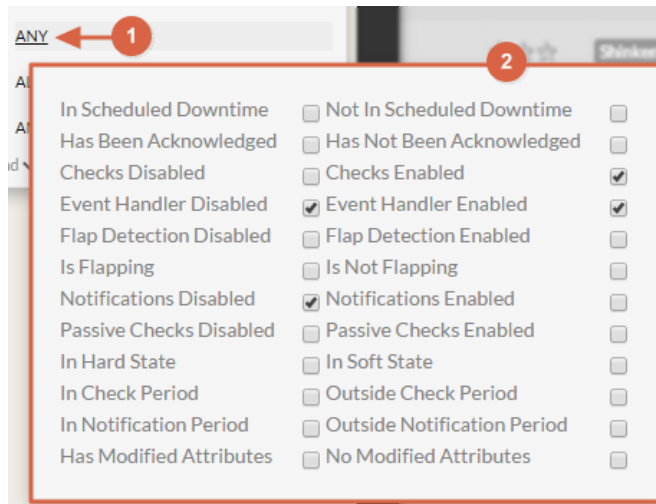 ANY
1
2
In Scheduled Downtime Not In Scheduled Downtime
Has Been Acknowledged Has Not Been Acknowledged
Checks Disabled Checks Enabled
Event Handler Disabled Event Handler Enabled
Flap Detection Disabled Flap Detection Enabled
Is Flapping Is Not Flapping
Notifications Disabled Notifications Enabled
Passive Checks Disabled Passive Checks Enabled
In Hard State In Soft State
In Check Period Outside Check Period
In Notification Period Outside Notification Period
Has Modified Attributes No Modified Attributes